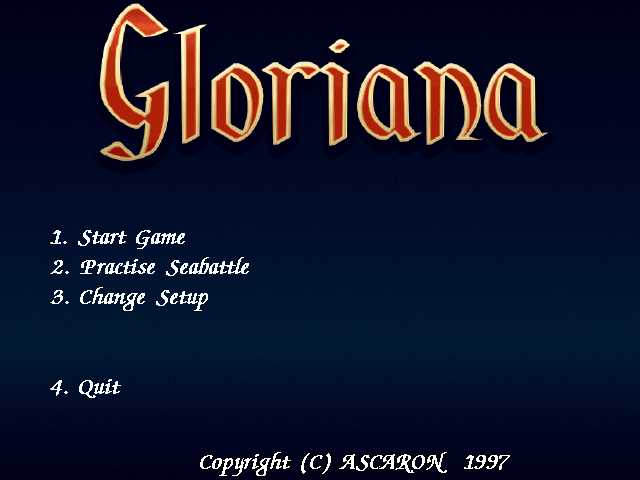 Gloriana
1. Start Game
2. Practise Seabattle
3. Change Setup
4. Quit
Copyright (C) ASCARON 1997